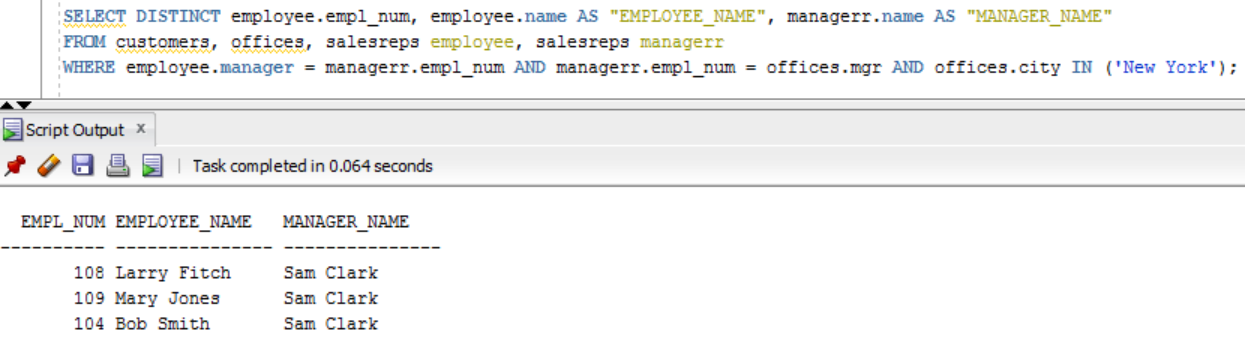 SELECT DISTINCT employee.empl_num, employee.name AS "EMPLOYEE_NAME", managerr.name AS "MANAGER_NAME"
FROM customers, offices, salesreps employee, salesreps managerr
WHERE employee.manager = managerr.empl_num AND managerr.empl_num = offices.mgr AND offices.city IN ('New York');
Script Output x
| Task completed in 0.064 seconds
EMPL_NUM EMPLOYEE_NAME MANAGER_NAME
---------- --------------- ---------------
108 Larry Fitch Sam Clark
109 Mary Jones Sam Clark
104 Bob Smith Sam Clark